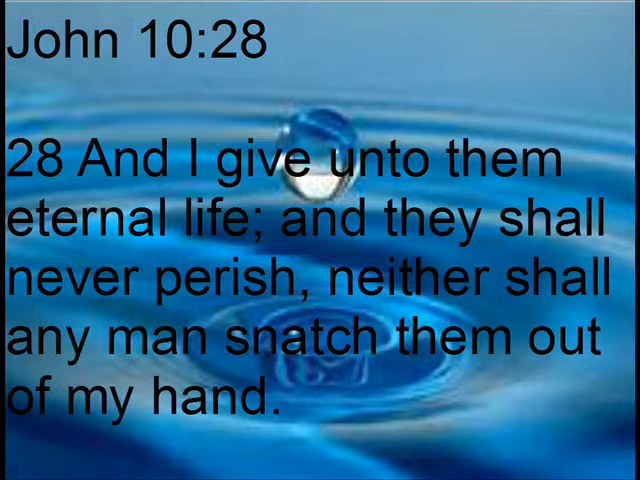 John 10:28
28 And I give unto them
eternal life; and they shall
never perish, neither shall
any man snatch them out
of my hand.